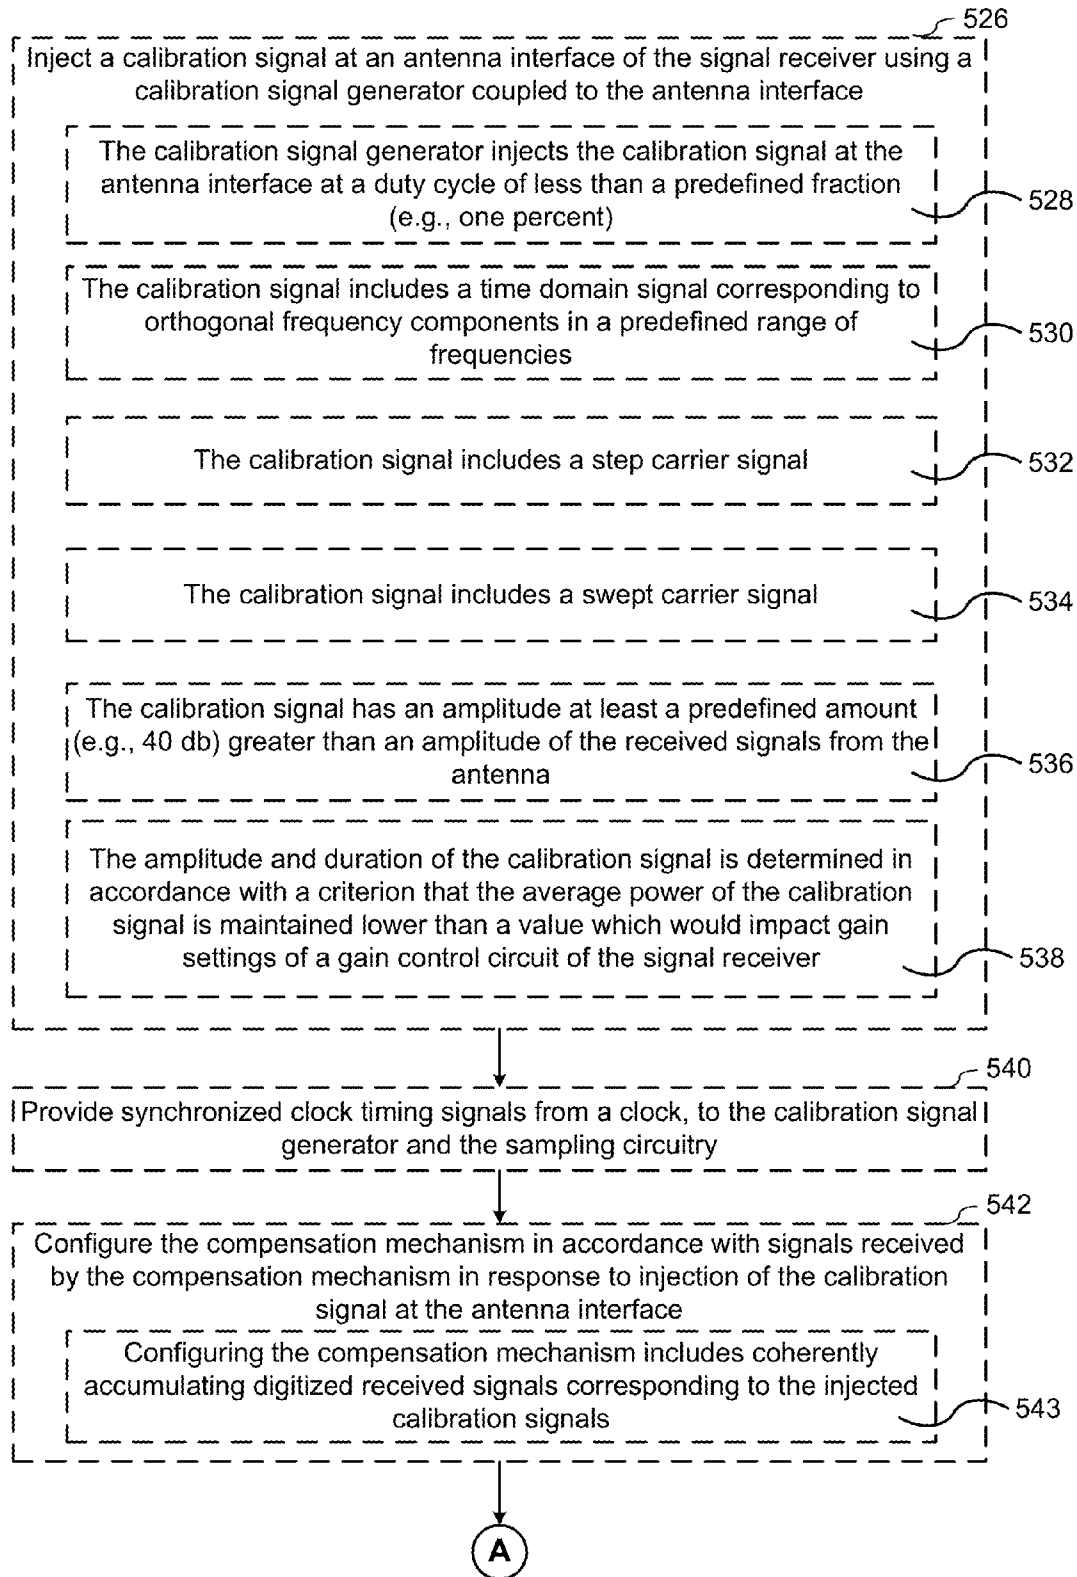 526
Inject a calibration signal at an antenna interface of the signal receiver using a
calibration signal generator coupled to the antenna interface
The calibration signal generator injects the calibration signal at the
antenna interface at a duty cycle of less than a predefined fraction
(e.g., one percent)
528
The calibration signal includes a time domain signal corresponding to
orthogonal frequency components in a predefined range of
frequencies
530
The calibration signal includes a step carrier signal
532
The calibration signal includes a swept carrier signal
534
The calibration signal has an amplitude at least a predefined amount
(e.g., 40 db) greater than an amplitude of the received signals from the
antenna
536
The amplitude and duration of the calibration signal is determined in
accordance with a criterion that the average power of the calibration
signal is maintained lower than a value which would impact gain
settings of a gain control circuit of the signal receiver
538
540
Provide synchronized clock timing signals from a clock, to the calibration signal
generator and the sampling circuitry
542
Configure the compensation mechanism in accordance with signals received
by the compensation mechanism in response to injection of the calibration
signal at the antenna interface
Configuring the compensation mechanism includes coherently
accumulating digitized received signals corresponding to the injected
calibration signals
543
A